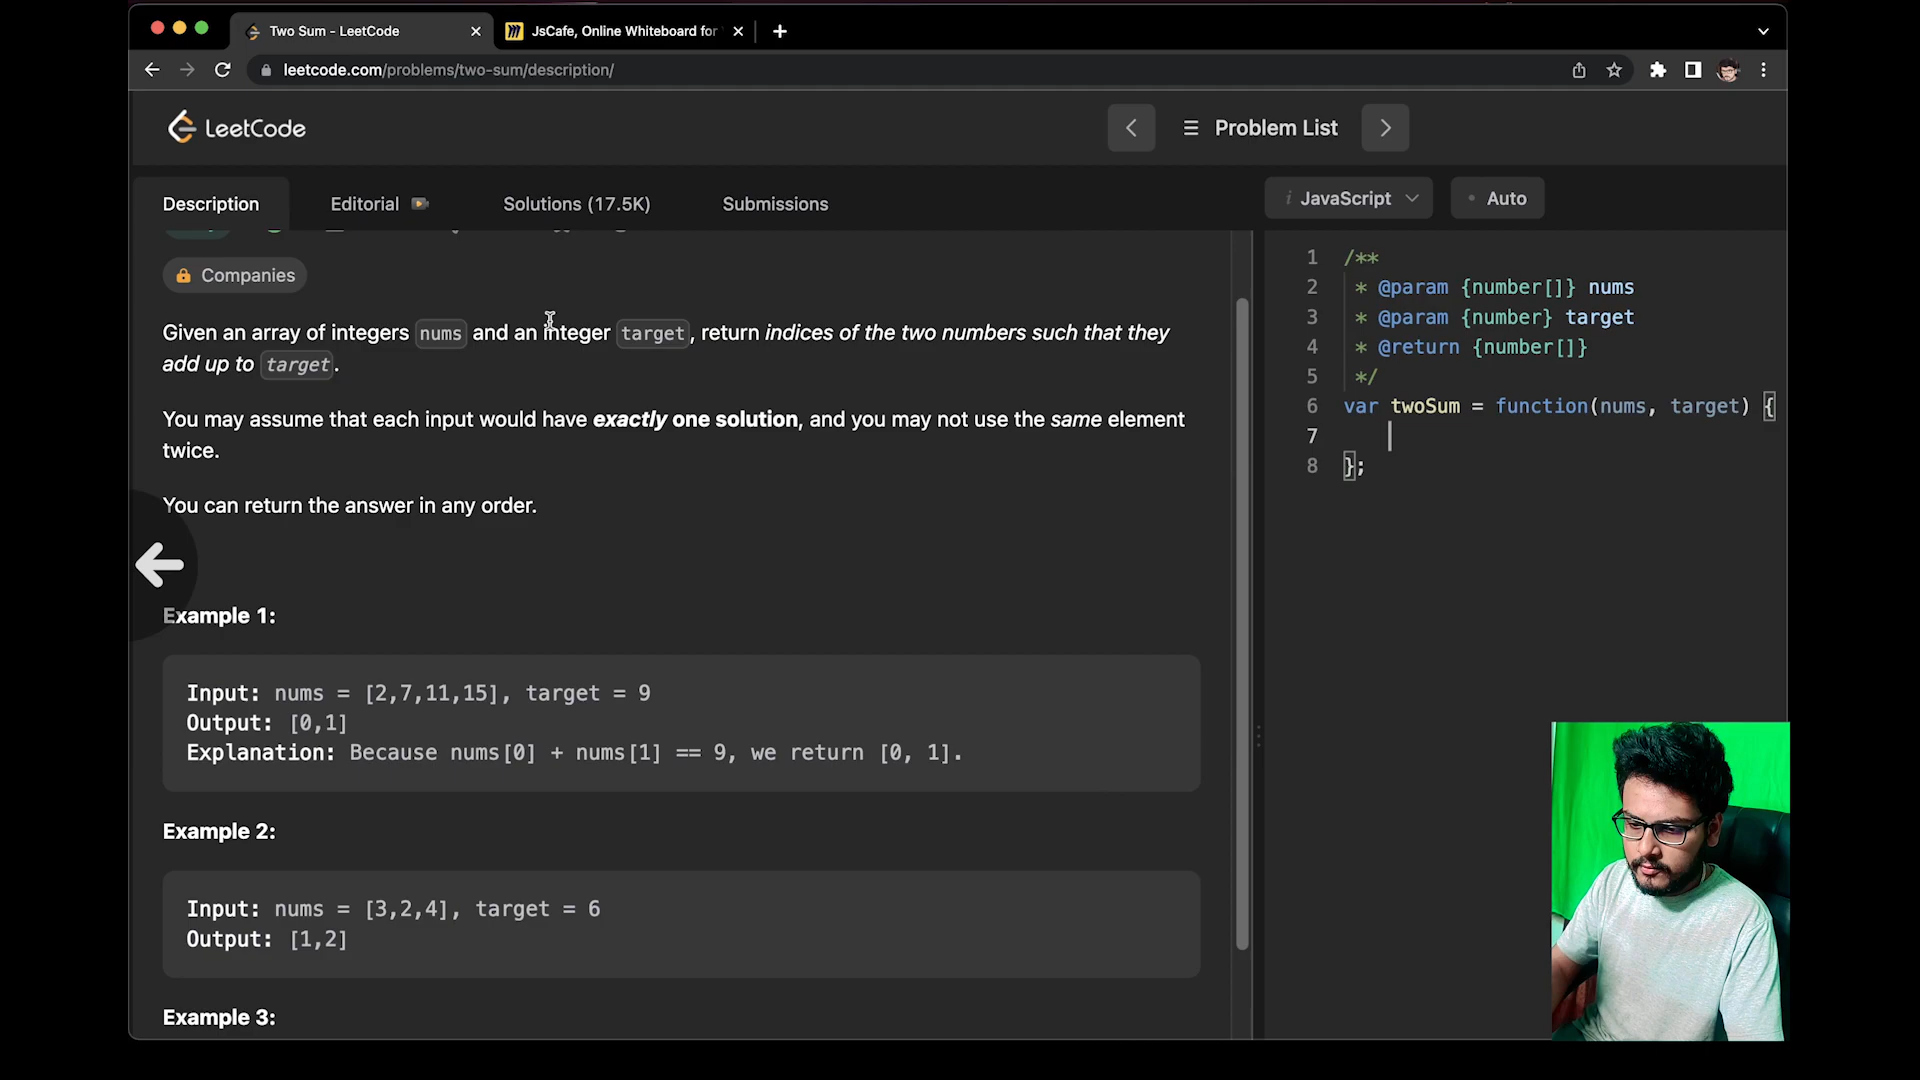 Two Sum - LeetCode
JsCafe, Online Whiteboard for
leetcode.com/problems/two-sum/description/
LeetCode
Problem List
Description
Editorial
Solutions (17.5K)
Submissions
JavaScript
Auto
Companies
Given an array of integers nums and an integer target, return indices of the two numbers such that they
add up to target.
You may assume that each input would have exactly one solution, and you may not use the same element
twice.
You can return the answer in any order.
Example 1:
Input: nums = [2,7,11,15], target = 9
Output: [0,1]
Explanation: Because nums[0] + nums[1] == 9, we return [0, 1].
Example 2:
Input: nums = [3,2,4], target = 6
Output: [1,2]
Example 3:
1 /**
2 * @param {number[]} nums
3 * @param {number} target
4 * @return {number[]}
5 */
6 var twoSum = function(nums, target) {
7
8 };